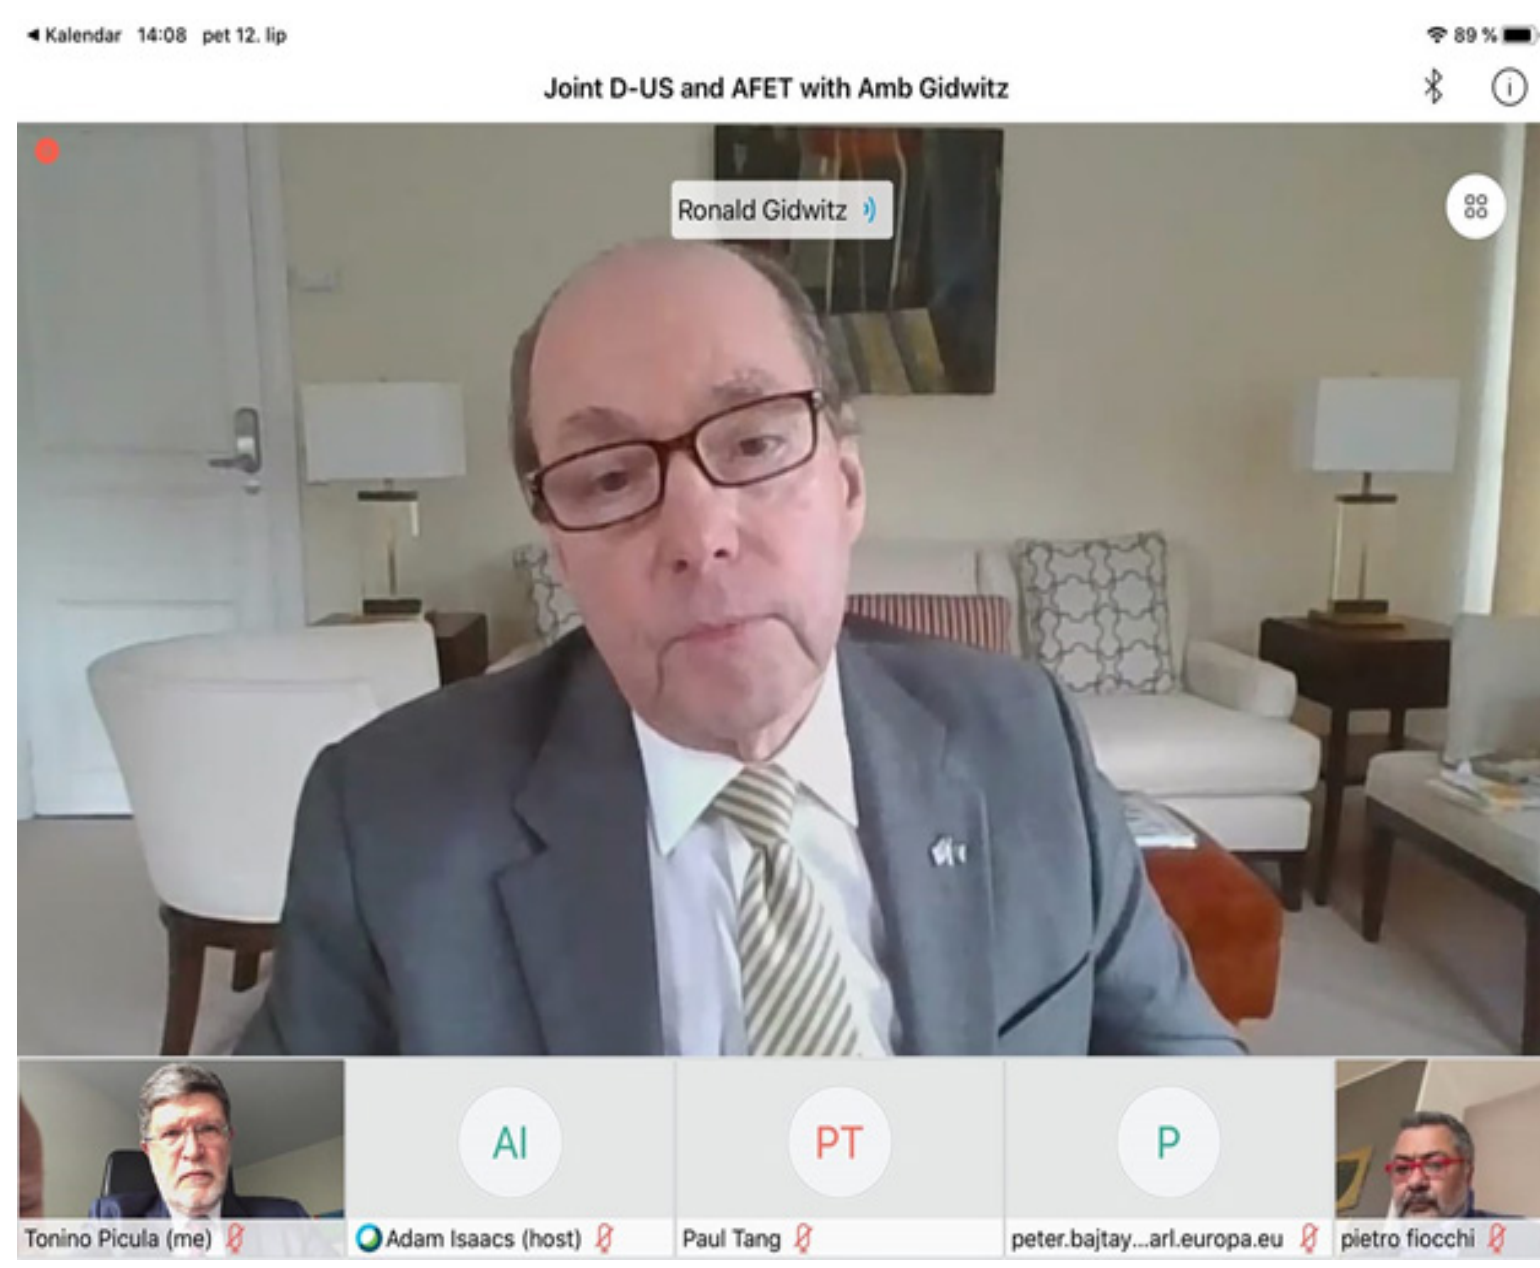 Kalendar 14:08 pet 12. lip 89 %
Joint D-US and AFET with Amb Gidwitz
Ronald Gidwitz
AI PT P
Tonino Picula (me) Adam Isaacs (host) Paul Tang peter.bajtay...arl.europa.eu pietro fiocchi